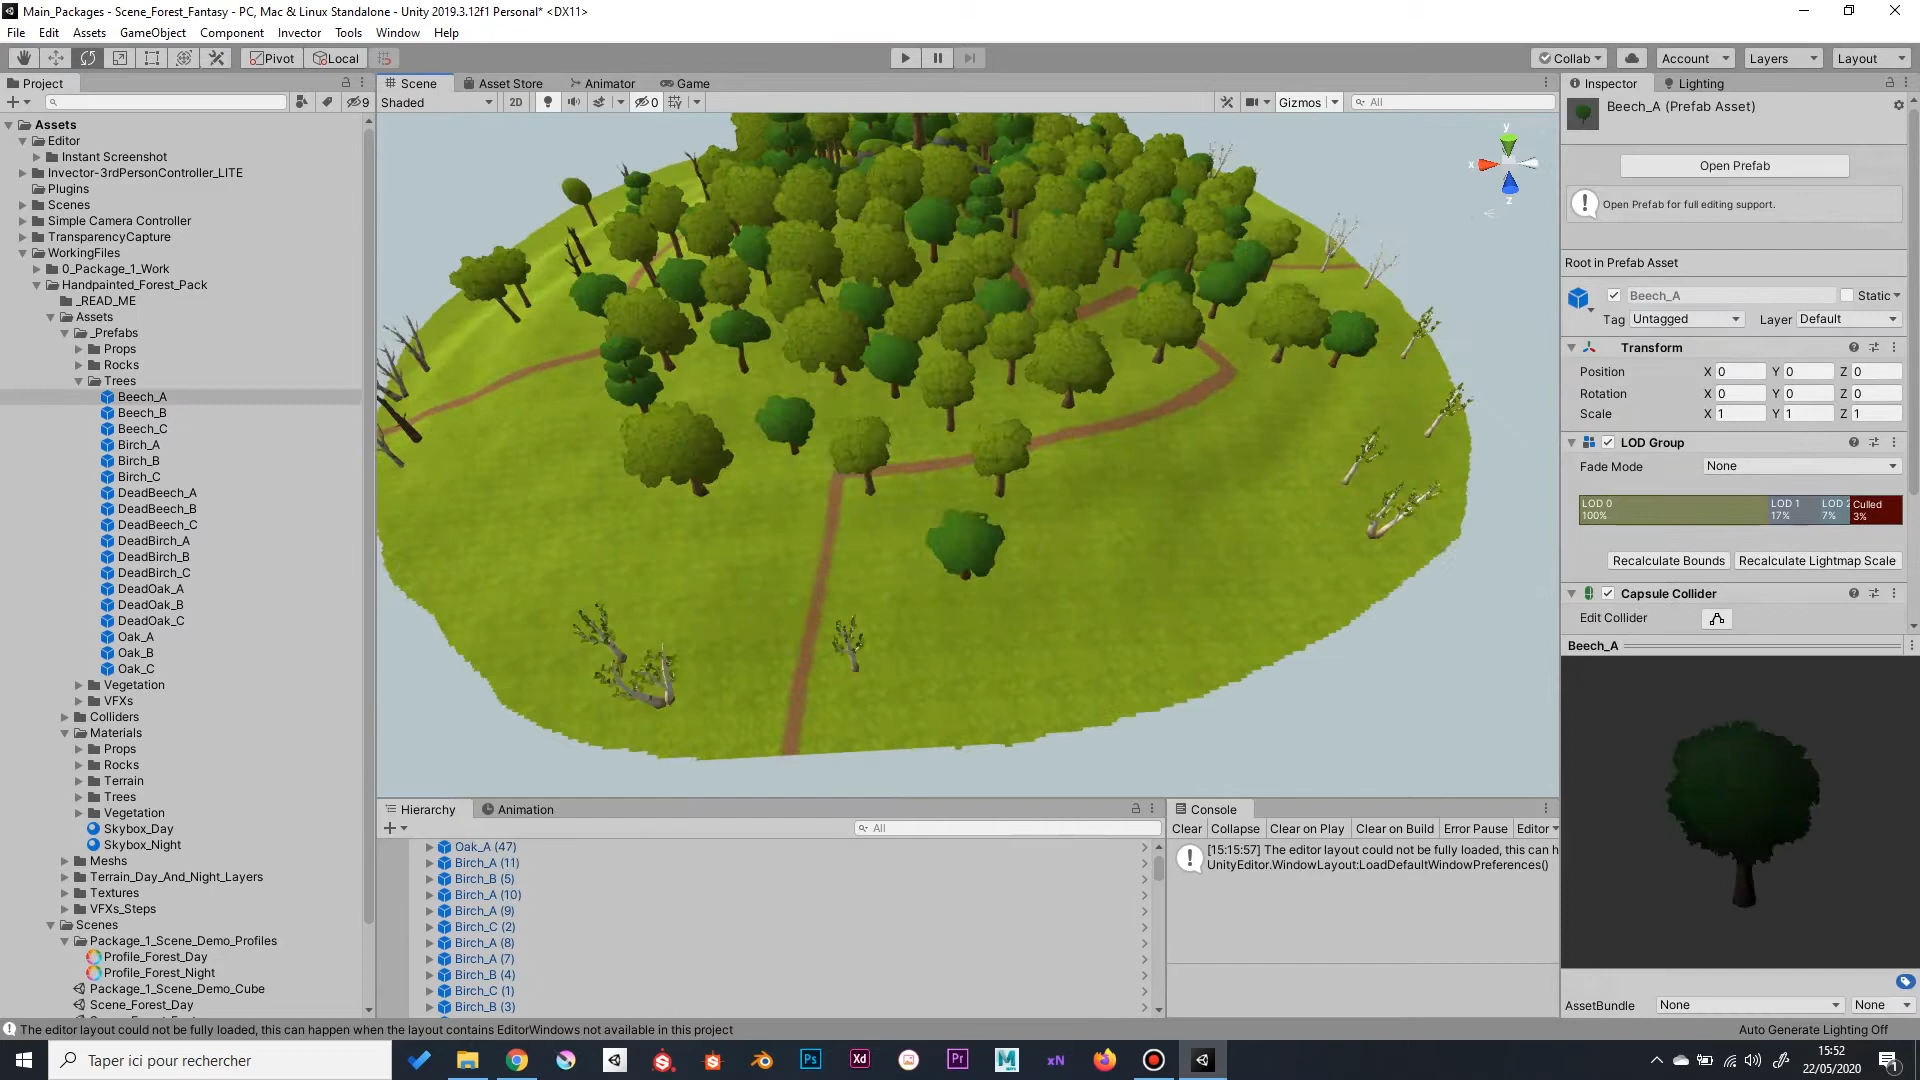 Main_Packages - Scene_Forest_Fantasy - PC, Mac & Linux Standalone - Unity 2019.3.12f1 Personal* <DX11>
File Edit Assets GameObject Component Invector Tools Window Help
Pivot Local Collab Account Layers Layout
Project 9
Assets
Editor
Instant Screenshot
Invector-3rdPersonController_LITE
Plugins
Scenes
Simple Camera Controller
TransparencyCapture
WorkingFiles
0_Package_1_Work
Handpainted_Forest_Pack
_READ_ME
Assets
_Prefabs
Props
Rocks
Trees
Beech_A
Beech_B
Beech_C
Birch_A
Birch_B
Birch_C
DeadBeech_A
DeadBeech_B
DeadBeech_C
DeadBirch_A
DeadBirch_B
DeadBirch_C
DeadOak_A
DeadOak_B
DeadOak_C
Oak_A
Oak_B
Oak_C
Vegetation
VFXs
Colliders
Materials
Props
Rocks
Terrain
Trees
Vegetation
Skybox_Day
Skybox_Night
Meshs
Terrain_Day_And_Night_Layers
Textures
VFXs_Steps
Scenes
Package_1_Scene_Demo_Profiles
Profile_Forest_Day
Profile_Forest_Night
Package_1_Scene_Demo_Cube
Scene_Forest_Day
Scene Asset Store Animator Game
Shaded 2D 0 Gizmos All
y
x
z
Hierarchy Animation
All
Oak_A (47)
Birch_A (11)
Birch_B (5)
Birch_A (10)
Birch_A (9)
Birch_C (2)
Birch_A (8)
Birch_A (7)
Birch_B (4)
Birch_C (1)
Birch_B (3)
Console
Clear Collapse Clear on Play Clear on Build Error Pause Editor
[15:15:57] The editor layout could not be fully loaded, this can h
UnityEditor.WindowLayout:LoadDefaultWindowPreferences()
Inspector Lighting
Beech_A (Prefab Asset)
Open Prefab
Open Prefab for full editing support.
Root in Prefab Asset
Beech_A Static
Tag Untagged Layer Default
Transform
Position X 0 Y 0 Z 0
Rotation X 0 Y 0 Z 0
Scale X 1 Y 1 Z 1
LOD Group
Fade Mode None
LOD 0 LOD 1 LOD 2 Culled
100% 17% 7% 3%
Recalculate Bounds Recalculate Lightmap Scale
Capsule Collider
Edit Collider
Beech_A
AssetBundle None None
The editor layout could not be fully loaded, this can happen when the layout contains EditorWindows not available in this project
Auto Generate Lighting Off
Taper ici pour rechercher
Ps Xd Pr M xN
15:52
22/05/2020
1